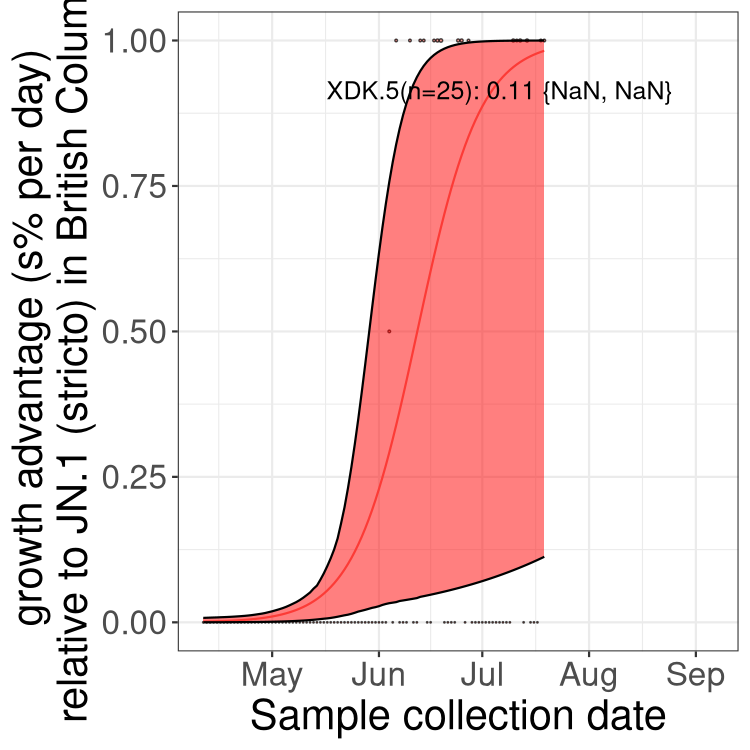 growth advantage (s% per day)
relative to JN.1 (stricto) in British Colum
1.00
0.75
0.50
0.25
0.00
XDK.5(n=25): 0.11 {NaN, NaN}
May Jun Jul Aug Sep
Sample collection date